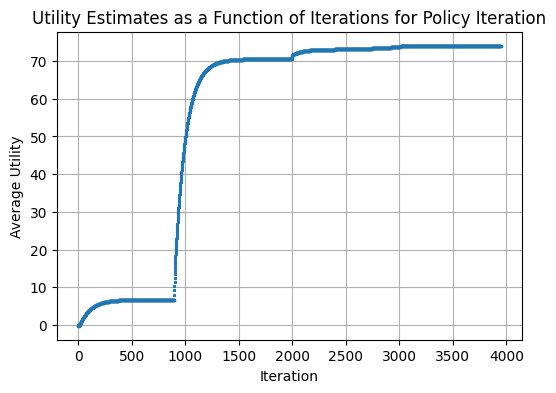 Utility Estimates as a Function of Iterations for Policy Iteration
70
60
50
40
30
20
10
0
Average Utility
0 500 1000 1500 2000 2500 3000 3500 4000
Iteration